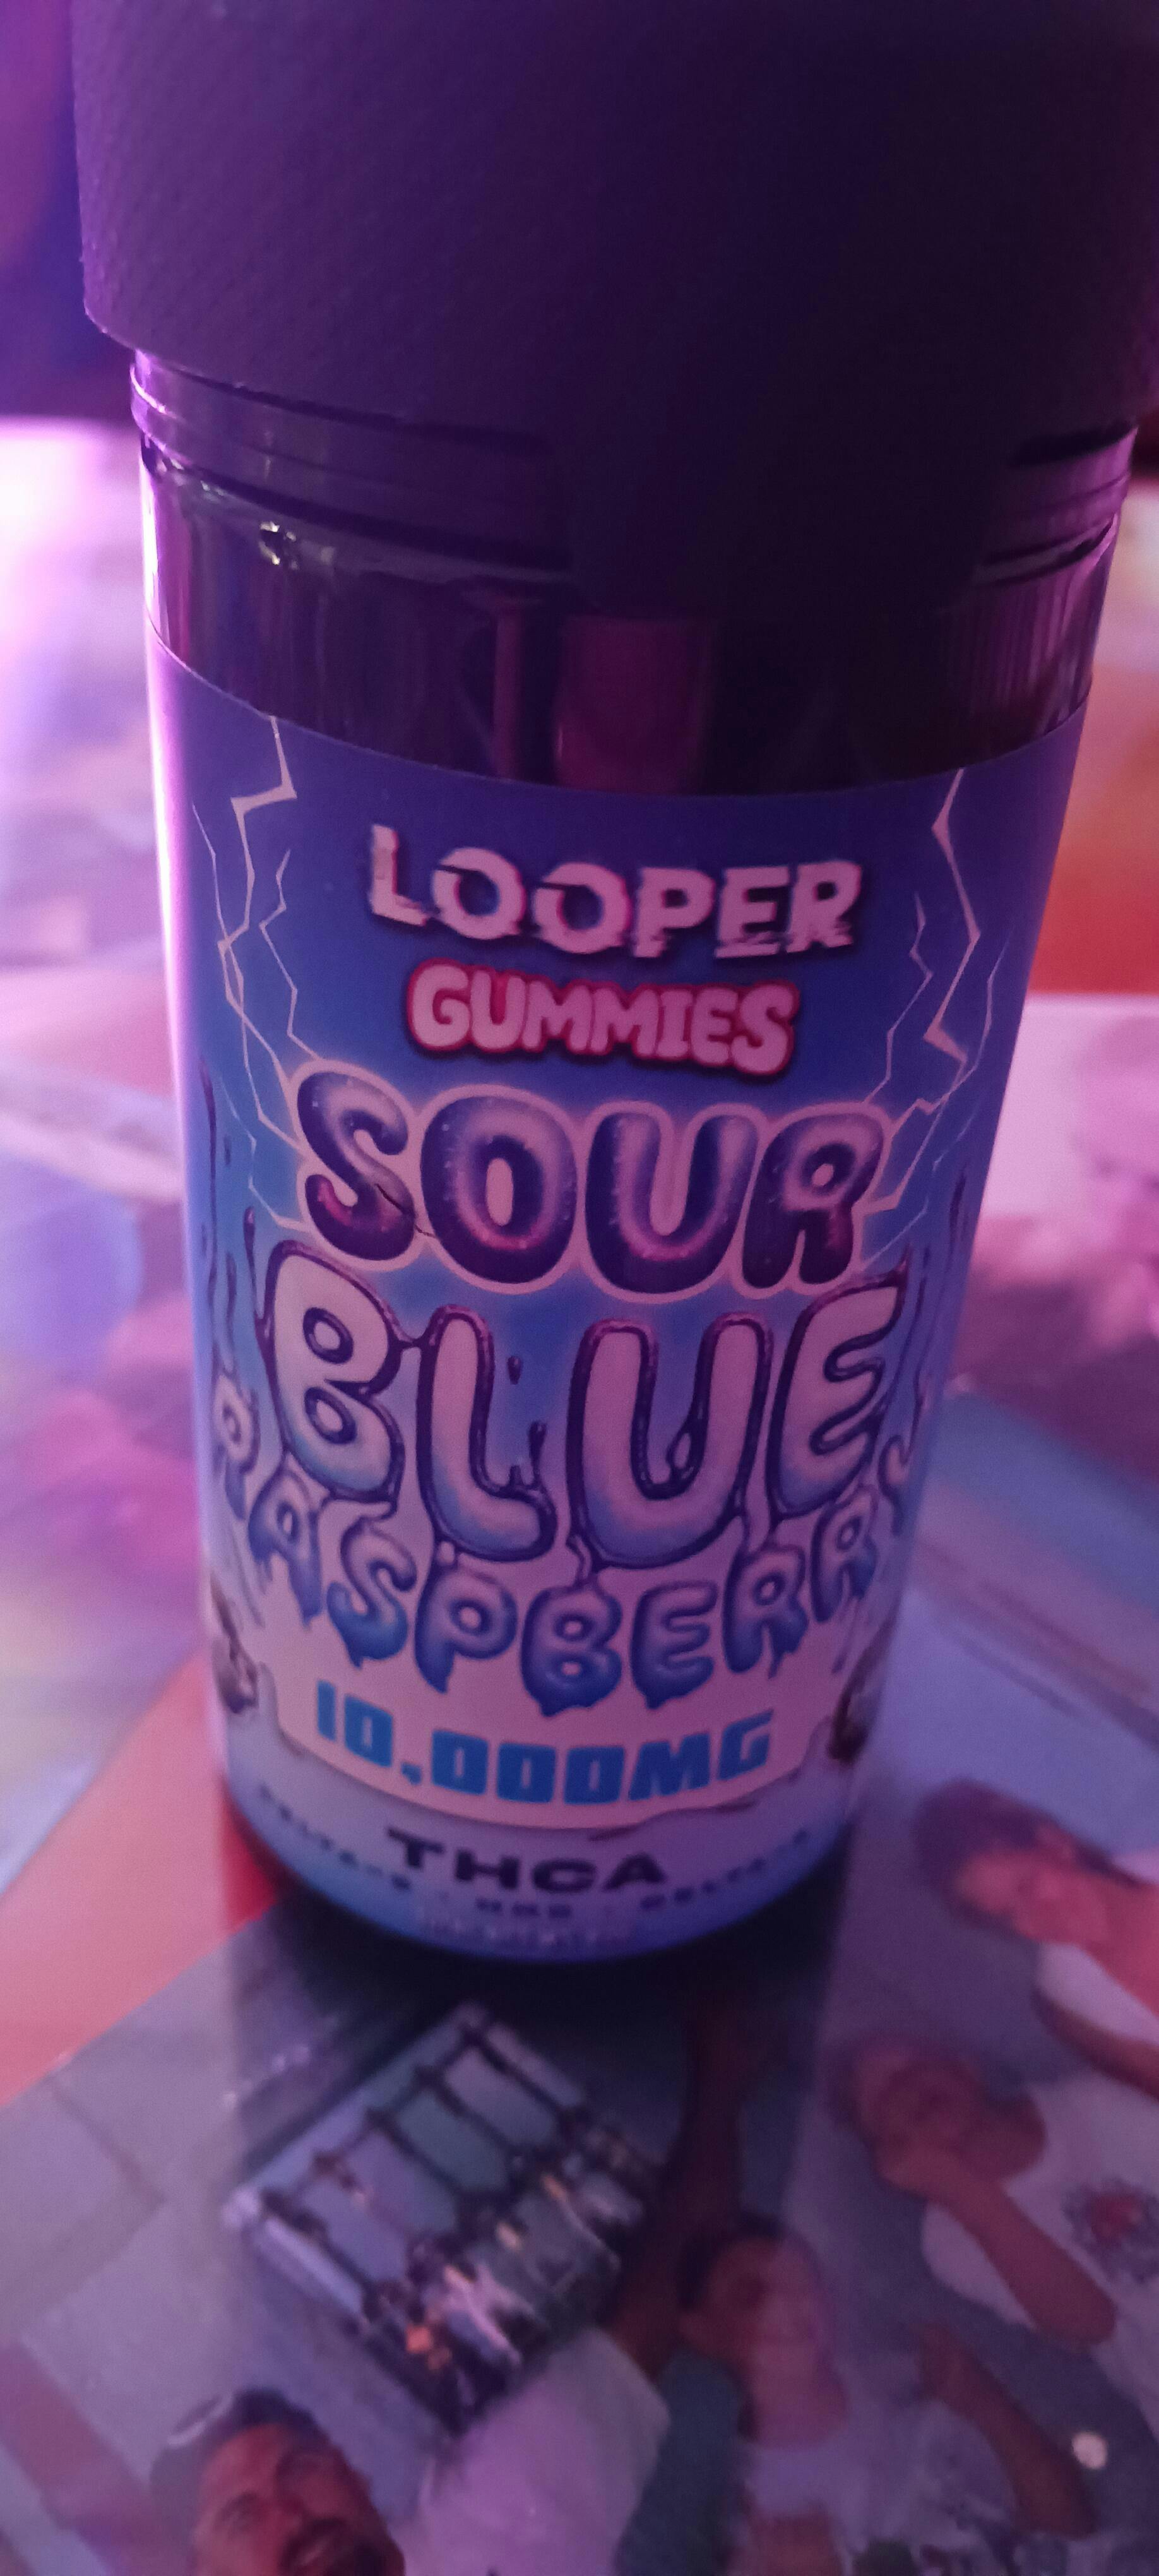 LOOPER
GUMMIES
SOUR
BLUE
RASPBERRY
10,000MG
THCA